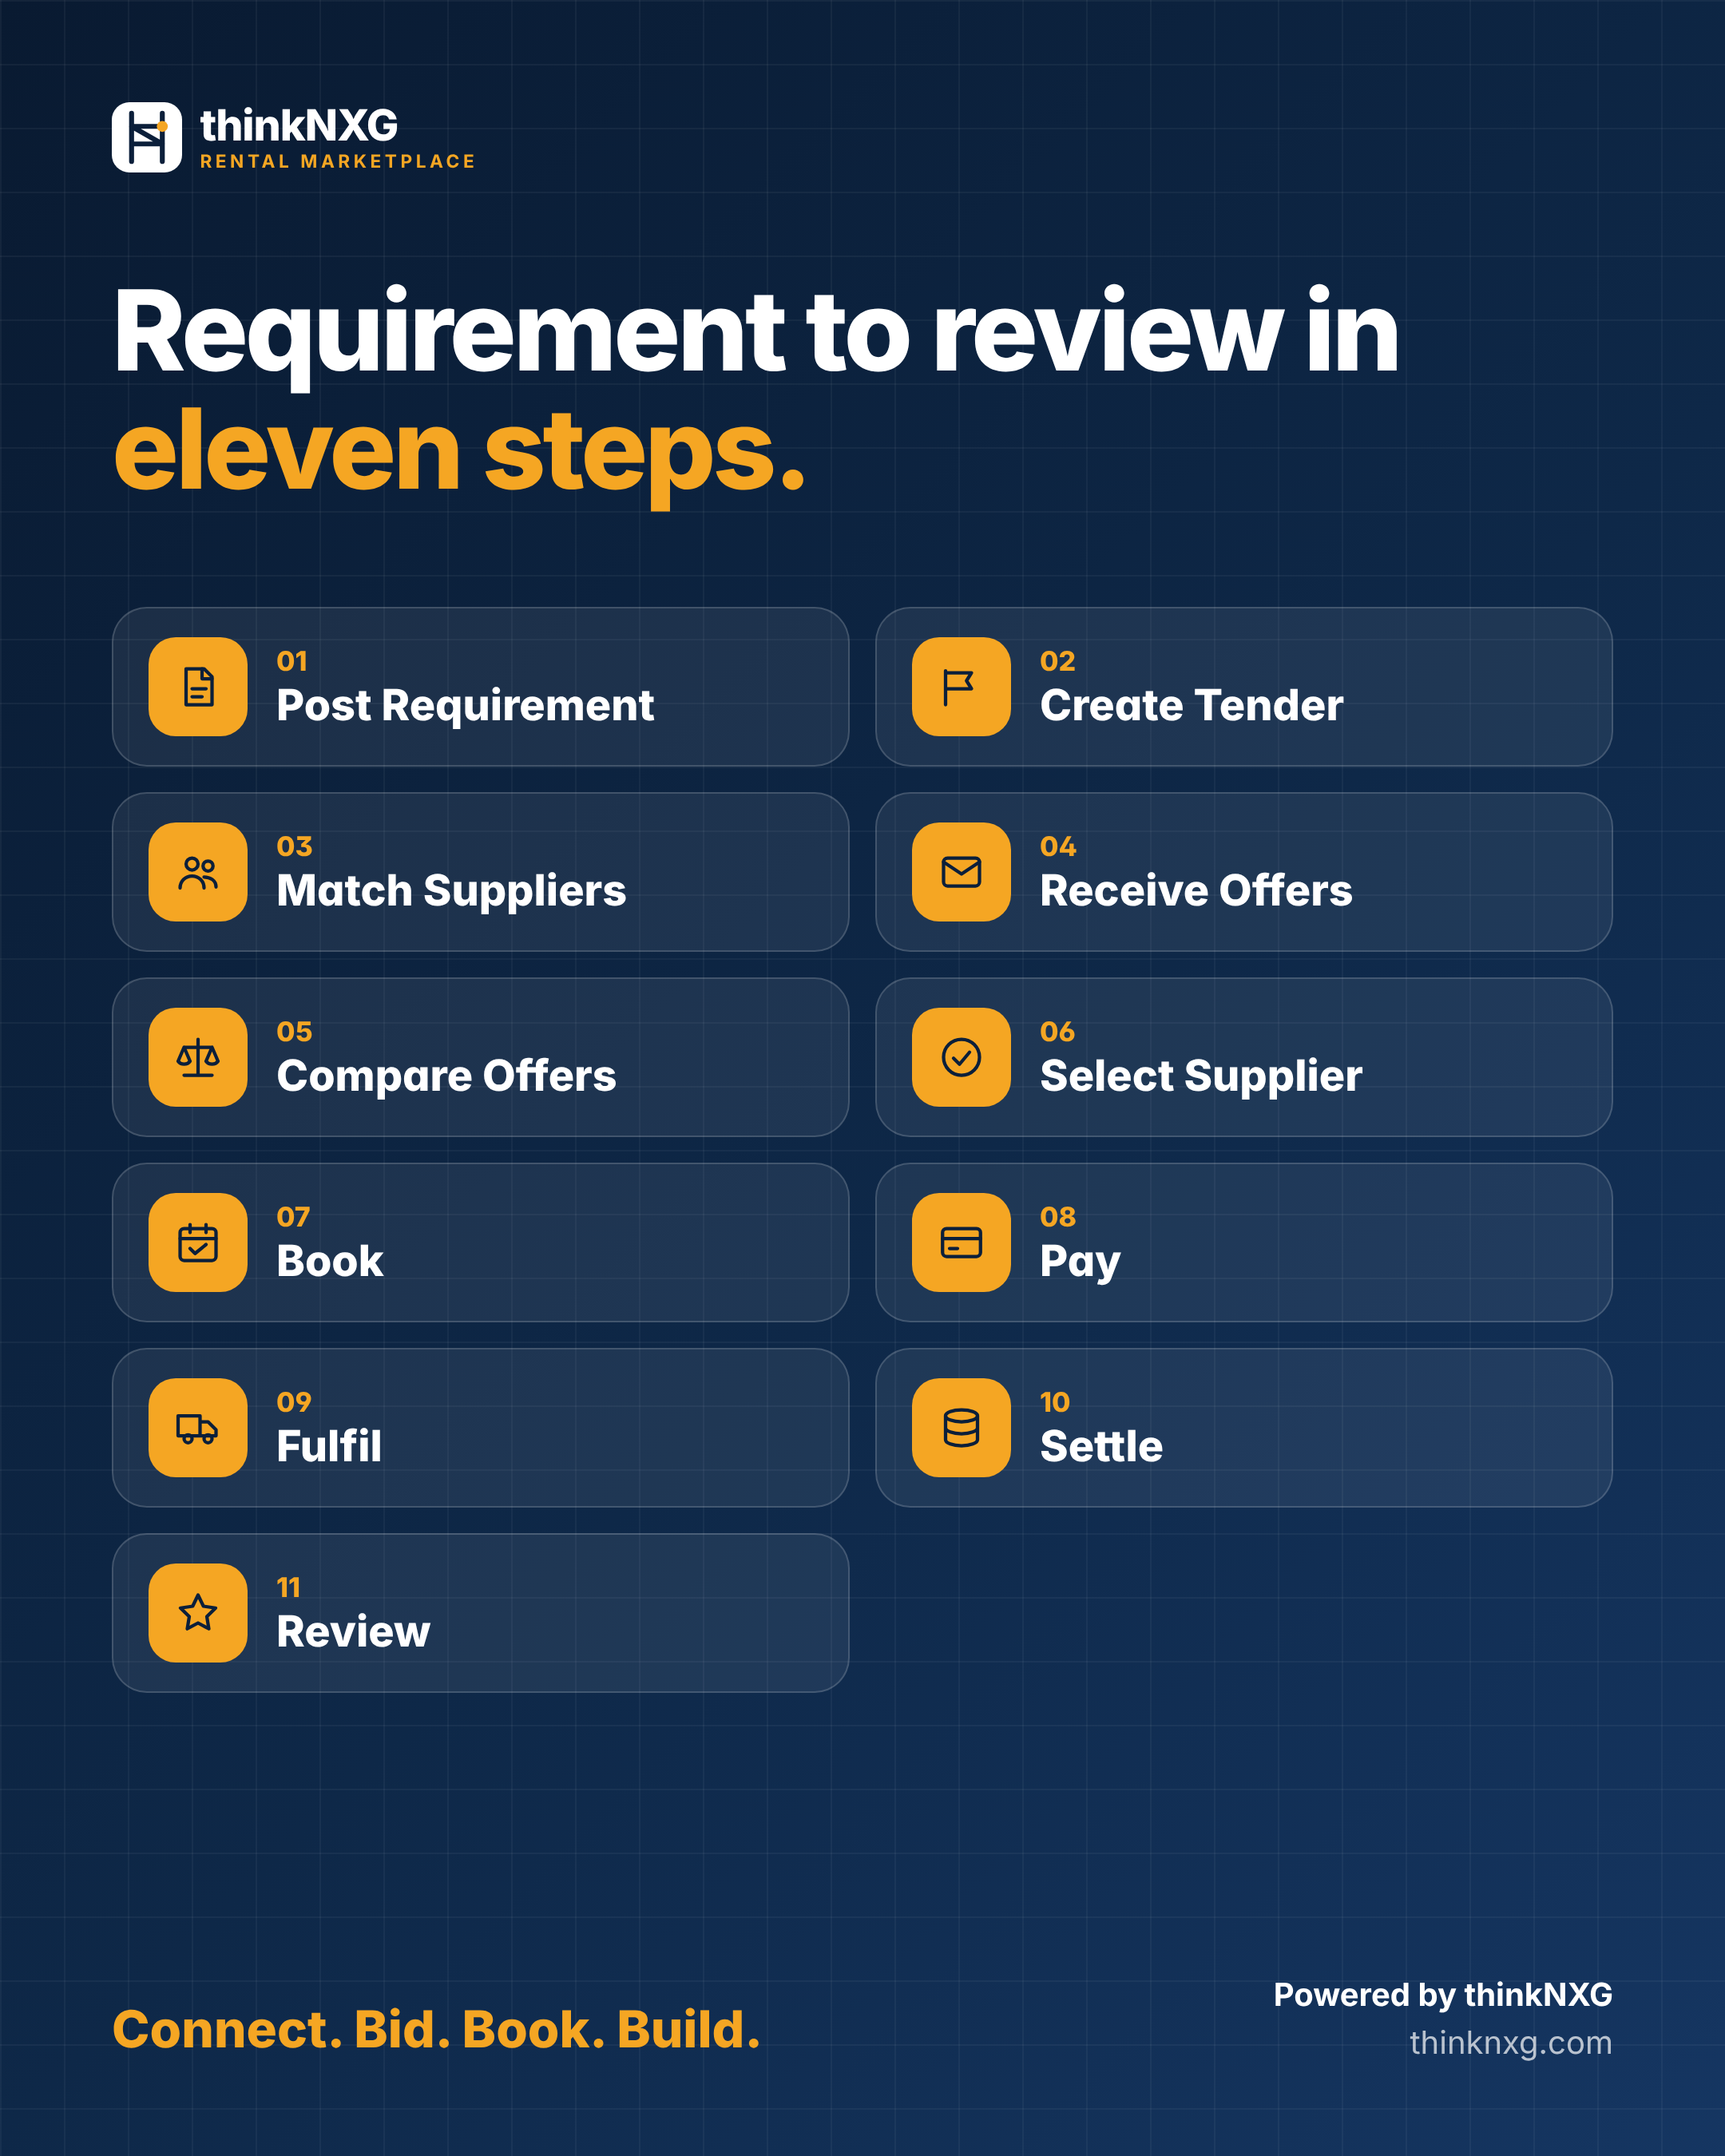 thinkNXG
RENTAL MARKETPLACE
Requirement to review in
eleven steps.
01
Post Requirement
02
Create Tender
03
Match Suppliers
04
Receive Offers
05
Compare Offers
06
Select Supplier
07
Book
08
Pay
09
Fulfil
10
Settle
11
Review
Connect. Bid. Book. Build.
Powered by thinkNXG
thinknxg.com